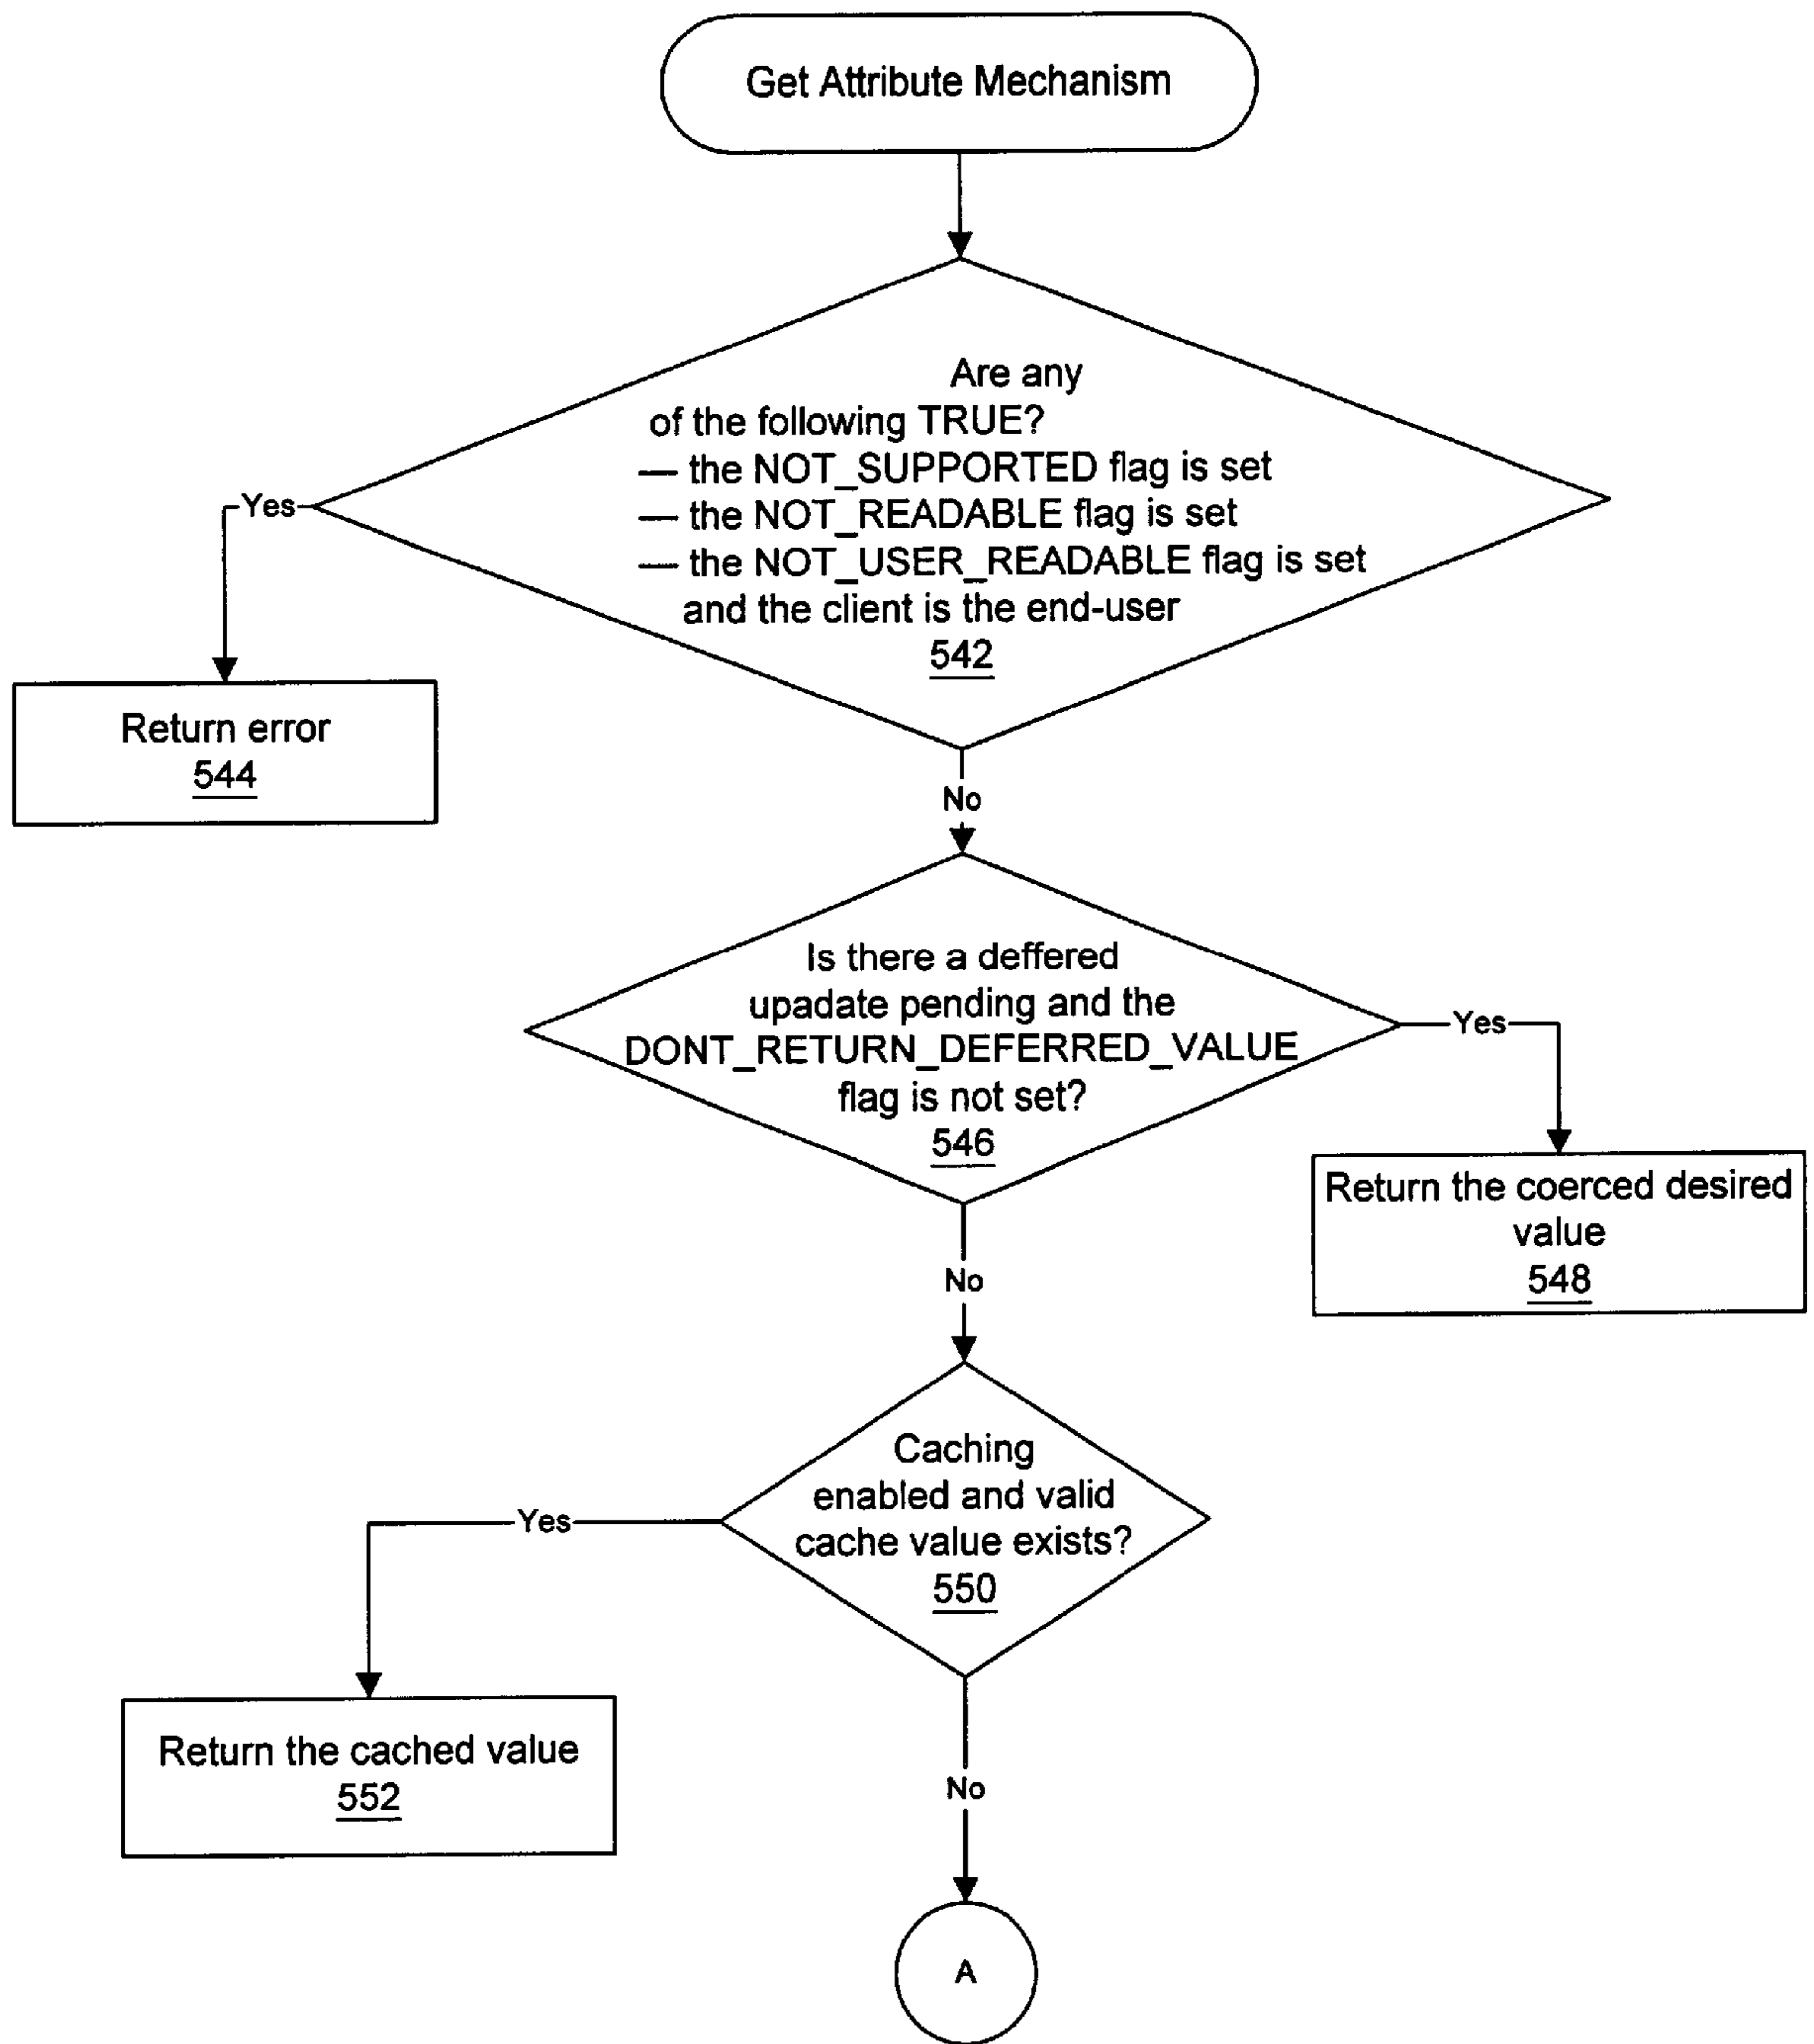 Get Attribute Mechanism
Are any
of the following TRUE?
— the NOT_SUPPORTED flag is set
— the NOT_READABLE flag is set
— the NOT_USER_READABLE flag is set
and the client is the end-user
542
Yes
Return error
544
No
Is there a deffered
upadate pending and the
DONT_RETURN_DEFERRED_VALUE
flag is not set?
546
Yes
Return the coerced desired
value
548
No
Caching
enabled and valid
cache value exists?
550
Yes
Return the cached value
552
No
A